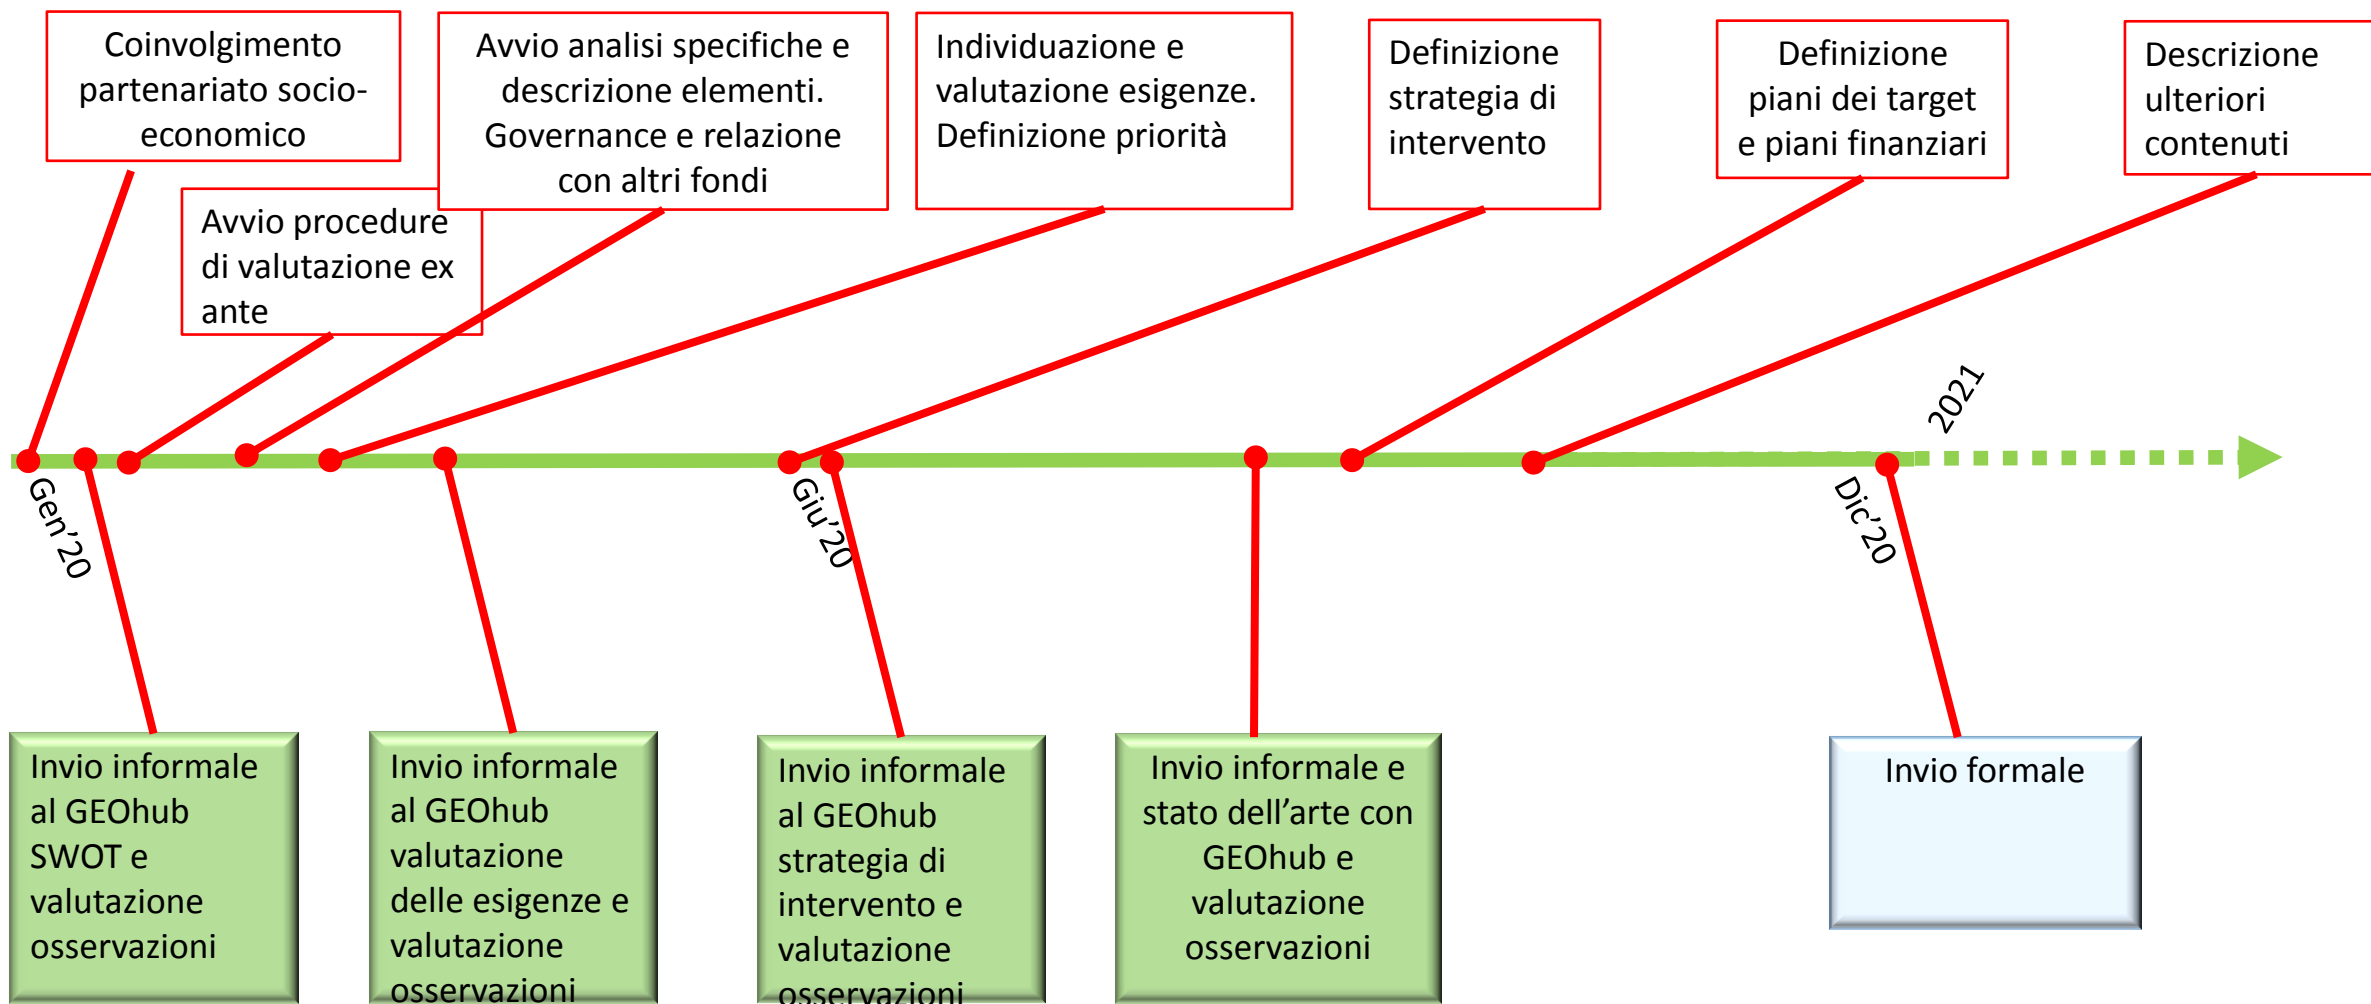 Coinvolgimento
partenariato socio-
economico
Avvio procedure
di valutazione ex
ante
Avvio analisi specifiche e
descrizione elementi.
Governance e relazione
con altri fondi
Individuazione e
valutazione esigenze.
Definizione priorità
Definizione
strategia di
intervento
Definizione
piani dei target
e piani finanziari
Descrizione
ulteriori
contenuti
Gen’20
Giu’20
Dic’20
2021
Invio informale
al GEOhub
SWOT e
valutazione
osservazioni
Invio informale
al GEOhub
valutazione
delle esigenze e
valutazione
osservazioni
Invio informale
al GEOhub
strategia di
intervento e
valutazione
osservazioni
Invio informale e
stato dell’arte con
GEOhub e
valutazione
osservazioni
Invio formale